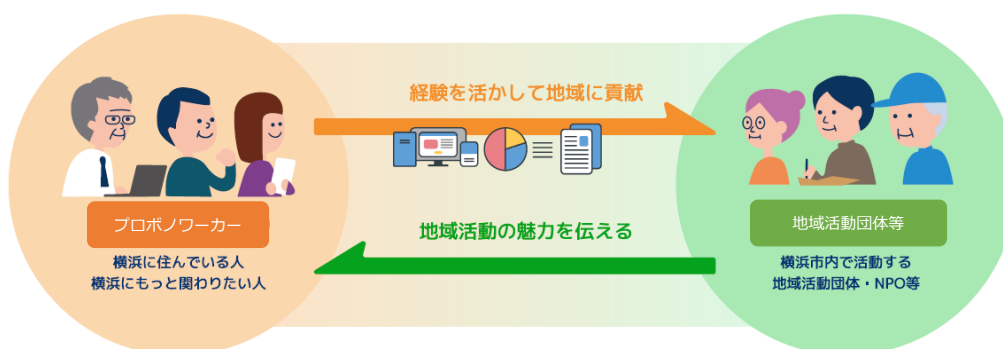 経験を活かして地域に貢献
プロボノワーカー
横浜に住んでいる人
横浜にもっと関わりたい人
地域活動の魅力を伝える
地域活動団体等
横浜市内で活動する
地域活動団体・NPO等